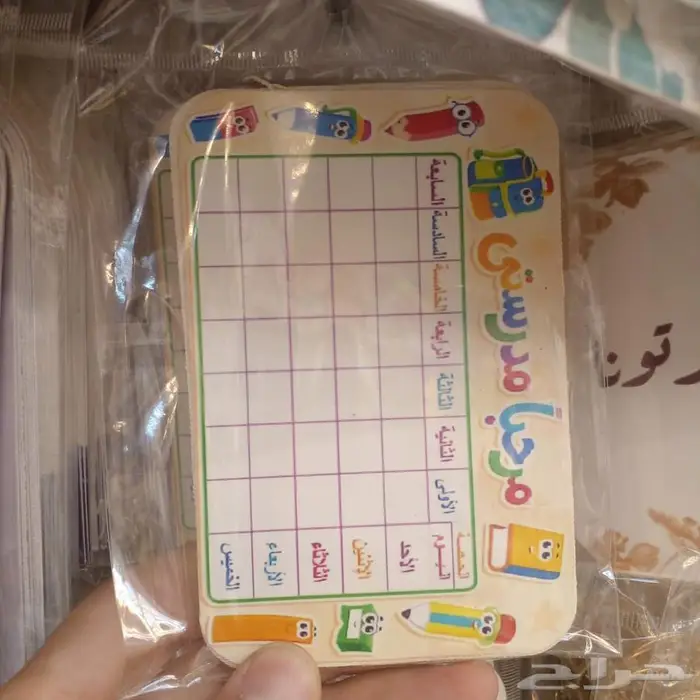 مرحباً مدرستي
الحصة
اليوم
الأولى
الثانية
الثالثة
الرابعة
الخامسة
السادسة
السابعة
الأحد
الإثنين
الثلاثاء
الأربعاء
الخميس
حراج